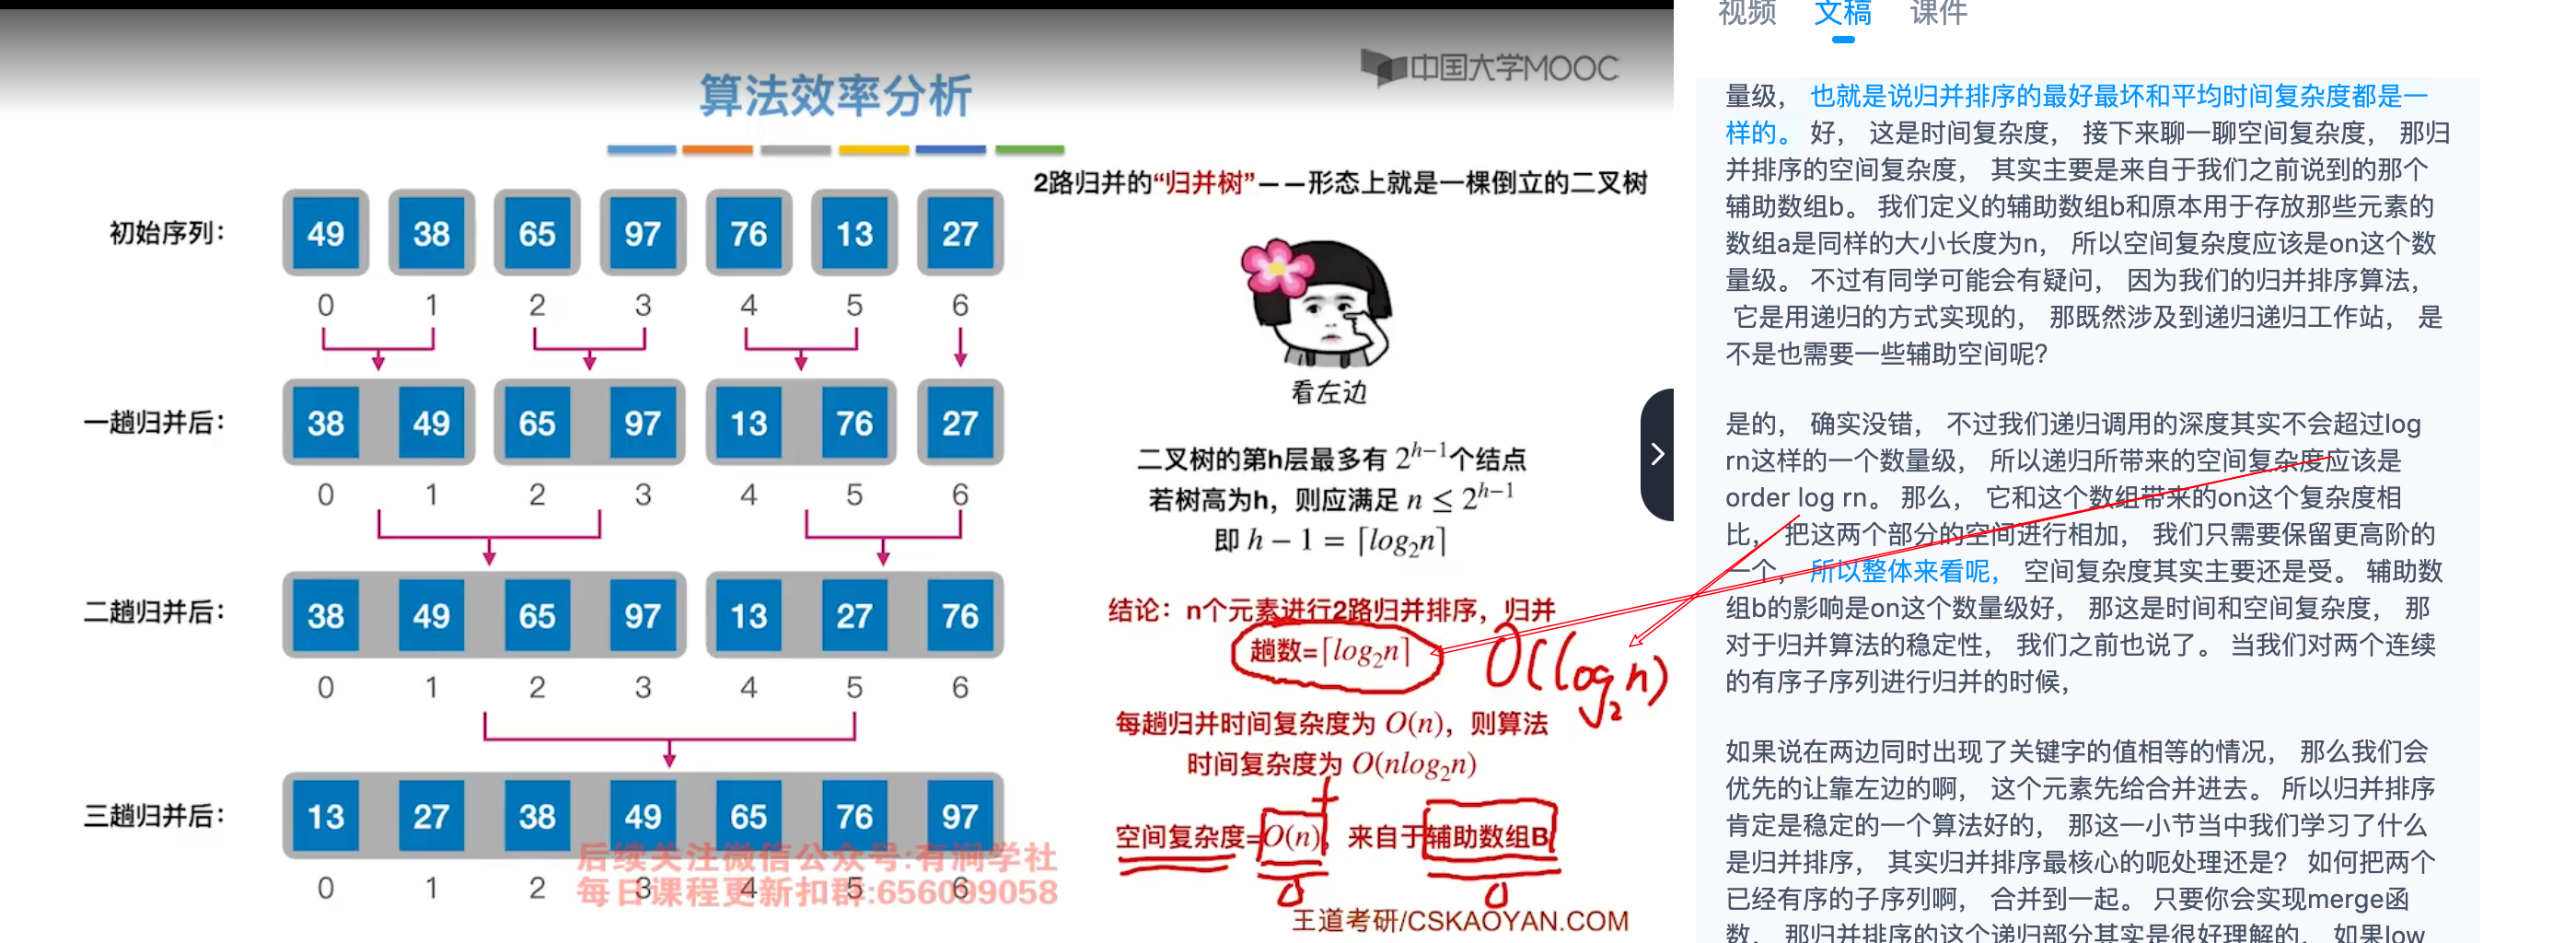 中国大学MOOC
算法效率分析
2路归并的“归并树”——形态上就是一棵倒立的二叉树
初始序列： 49 38 65 97 76 13 27
0 1 2 3 4 5 6
一趟归并后： 38 49 65 97 13 76 27
0 1 2 3 4 5 6
二趟归并后： 38 49 65 97 13 27 76
0 1 2 3 4 5 6
三趟归并后： 13 27 38 49 65 76 97
0 1 2 3 4 5 6
后续关注微信公众号:有涧学社
每日课程更新扣群:656099058
看左边
二叉树的第h层最多有 2^{h−1}个结点
若树高为h，则应满足 n ≤ 2^{h−1}
即 h − 1 = ⌈log₂n⌉
结论：n个元素进行2路归并排序，归并
趟数=⌈log₂n⌉
O(log₂n)
每趟归并时间复杂度为 O(n)，则算法
时间复杂度为 O(nlog₂n)
+
空间复杂度=O(n)，来自于辅助数组B
王道考研/CSKAOYAN.COM
视频 文稿 课件
量级， 也就是说归并排序的最好最坏和平均时间复杂度都是一
样的。 好， 这是时间复杂度， 接下来聊一聊空间复杂度， 那归
并排序的空间复杂度， 其实主要是来自于我们之前说到的那个
辅助数组b。 我们定义的辅助数组b和原本用于存放那些元素的
数组a是同样的大小长度为n， 所以空间复杂度应该是on这个数
量级。 不过有同学可能会有疑问， 因为我们的归并排序算法，
它是用递归的方式实现的， 那既然涉及到递归递归工作站， 是
不是也需要一些辅助空间呢？
是的， 确实没错， 不过我们递归调用的深度其实不会超过log
rn这样的一个数量级， 所以递归所带来的空间复杂度应该是
order log rn。 那么， 它和这个数组带来的on这个复杂度相
比， 把这两个部分的空间进行相加， 我们只需要保留更高阶的
一个， 所以整体来看呢， 空间复杂度其实主要还是受。 辅助数
组b的影响是on这个数量级好， 那这是时间和空间复杂度， 那
对于归并算法的稳定性， 我们之前也说了。 当我们对两个连续
的有序子序列进行归并的时候，
如果说在两边同时出现了关键字的值相等的情况， 那么我们会
优先的让靠左边的啊， 这个元素先给合并进去。 所以归并排序
肯定是稳定的一个算法好的， 那这一小节当中我们学习了什么
是归并排序， 其实归并排序最核心的呃处理还是？ 如何把两个
已经有序的子序列啊， 合并到一起。 只要你会实现merge函
数， 那归并排序的这个递归部分其实是很好理解的， 如果low